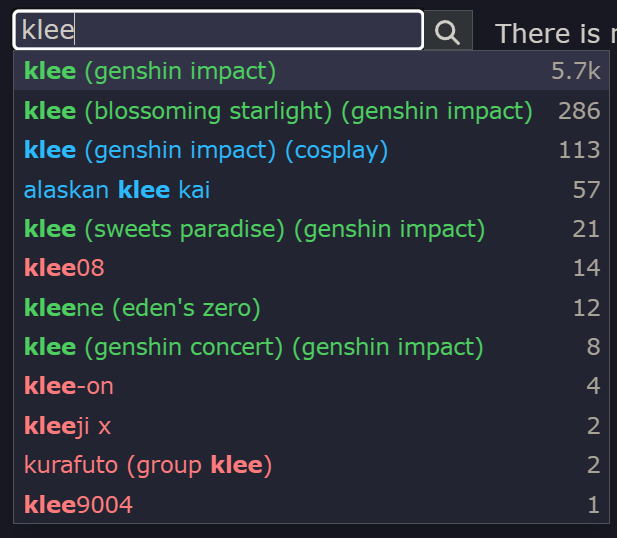 klee
There is
klee (genshin impact) 5.7k
klee (blossoming starlight) (genshin impact) 286
klee (genshin impact) (cosplay) 113
alaskan klee kai 57
klee (sweets paradise) (genshin impact) 21
klee08 14
kleene (eden's zero) 12
klee (genshin concert) (genshin impact) 8
klee-on 4
kleeji x 2
kurafuto (group klee) 2
klee9004 1